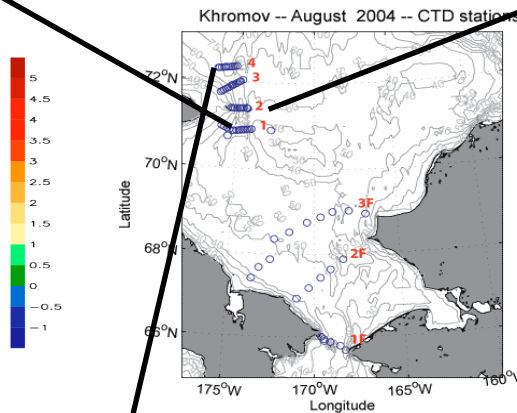 Khromov -- August 2004 -- CTD stations
5
4.5
4
3.5
3
2.5
2
1.5
1
0.5
0
−0.5
−1
72°N
70°N
68°N
66°N
Latitude
4
3
2
1
3F
2F
1F
175°W
170°W
165°W
160°
Longitude